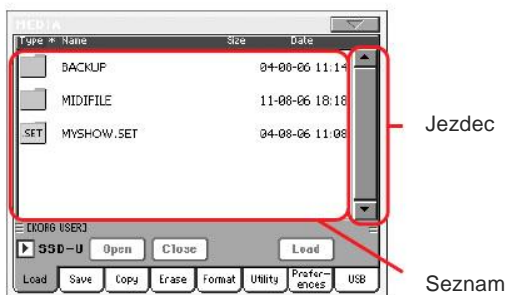 MEDIA
Type * Name Size Date
BACKUP 04-08-06 11:14
MIDIFILE 11-08-06 18:18
.SET MYSHOW.SET 04-08-06 11:08
[KORG USER]
SSD-U Open Close Load
Load Save Copy Erase Format Utility Prefer-ences USB
Jezdec
Seznam